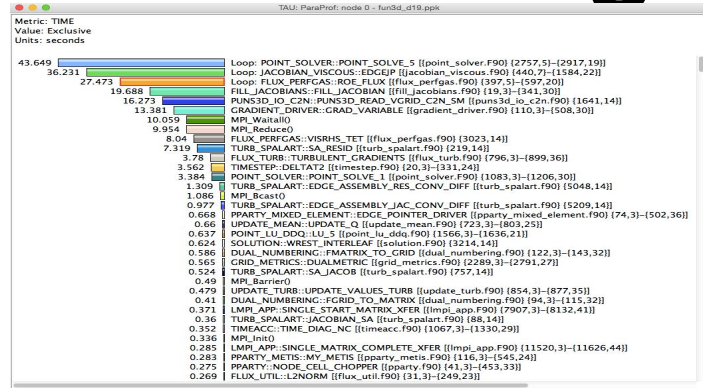 TAU: ParaProf: node 0 - fun3d_d19.ppk
Metric: TIME
Value: Exclusive
Units: seconds
43.649 Loop: POINT_SOLVER::POINT_SOLVE_5 [{point_solver.f90} {2757,5}-{2917,19}]
36.231 Loop: JACOBIAN_VISCOUS::EDGEJP [{jacobian_viscous.f90} {440,7}-{1584,22}]
27.473 Loop: FLUX_PERFGAS::ROE_FLUX [{flux_perfgas.f90} {397,5}-{597,20}]
19.688 FILL_JACOBIANS::FILL_JACOBIAN [{fill_jacobians.f90} {19,3}-{341,30}]
16.273 PUNS3D_IO_C2N::PUNS3D_READ_VGRID_C2N_SM [{puns3d_io_c2n.f90} {1641,14}]
13.381 GRADIENT_DRIVER::GRAD_VARIABLE [{gradient_driver.f90} {110,3}-{508,30}]
10.059 MPI_Waitall()
9.954 MPI_Reduce()
8.04 FLUX_PERFGAS::VISRHS_TET [{flux_perfgas.f90} {3023,14}]
7.319 TURB_SPALART::SA_RESID [{turb_spalart.f90} {219,14}]
3.78 FLUX_TURB::TURBULENT_GRADIENTS [{flux_turb.f90} {796,3}-{899,36}]
3.562 TIMESTEP::DELTAT2 [{timestep.f90} {20,3}-{331,24}]
3.384 POINT_SOLVER::POINT_SOLVE_1 [{point_solver.F90} {1083,3}-{1206,30}]
1.309 TURB_SPALART::EDGE_ASSEMBLY_RES_CONV_DIFF [{turb_spalart.f90} {5048,14}]
1.086 MPI_Bcast()
0.977 TURB_SPALART::EDGE_ASSEMBLY_JAC_CONV_DIFF [{turb_spalart.f90} {5209,14}]
0.668 PPARTY_MIXED_ELEMENT::EDGE_POINTER_DRIVER [{pparty_mixed_element.f90} {74,3}-{502,36}]
0.66 UPDATE_MEAN::UPDATE_Q [{update_mean.F90} {723,3}-{803,25}]
0.637 POINT_LU_DDQ::LU_5 [{point_lu_ddq.f90} {1566,3}-{1636,21}]
0.624 SOLUTION::WREST_INTERLEAF [{solution.F90} {3214,14}]
0.586 DUAL_NUMBERING::FMATRIX_TO_GRID [{dual_numbering.f90} {122,3}-{143,32}]
0.565 GRID_METRICS::DUALMETRIC [{grid_metrics.f90} {2289,3}-{2791,27}]
0.524 TURB_SPALART::SA_JACOB [{turb_spalart.f90} {757,14}]
0.49 MPI_Barrier()
0.479 UPDATE_TURB::UPDATE_VALUES_TURB [{update_turb.f90} {854,3}-{877,35}]
0.41 DUAL_NUMBERING::FGRID_TO_MATRIX [{dual_numbering.f90} {94,3}-{115,32}]
0.371 LMPI_APP::SINGLE_START_MATRIX_XFER [{lmpi_app.F90} {7907,3}-{8132,41}]
0.36 TURB_SPALART::JACOBIAN_SA [{turb_spalart.f90} {88,14}]
0.352 TIMEACC::TIME_DIAG_NC [{timeacc.f90} {1067,3}-{1330,29}]
0.336 MPI_Init()
0.285 LMPI_APP::SINGLE_MATRIX_COMPLETE_XFER [{lmpi_app.F90} {11520,3}-{11626,44}]
0.283 PPARTY_METIS::MY_METIS [{pparty_metis.F90} {116,3}-{545,24}]
0.275 PPARTY::NODE_CELL_CHOPPER [{pparty.f90} {41,3}-{453,33}]
0.269 FLUX_UTIL::L2NORM [{flux_util.f90} {31,3}-{249,23}]